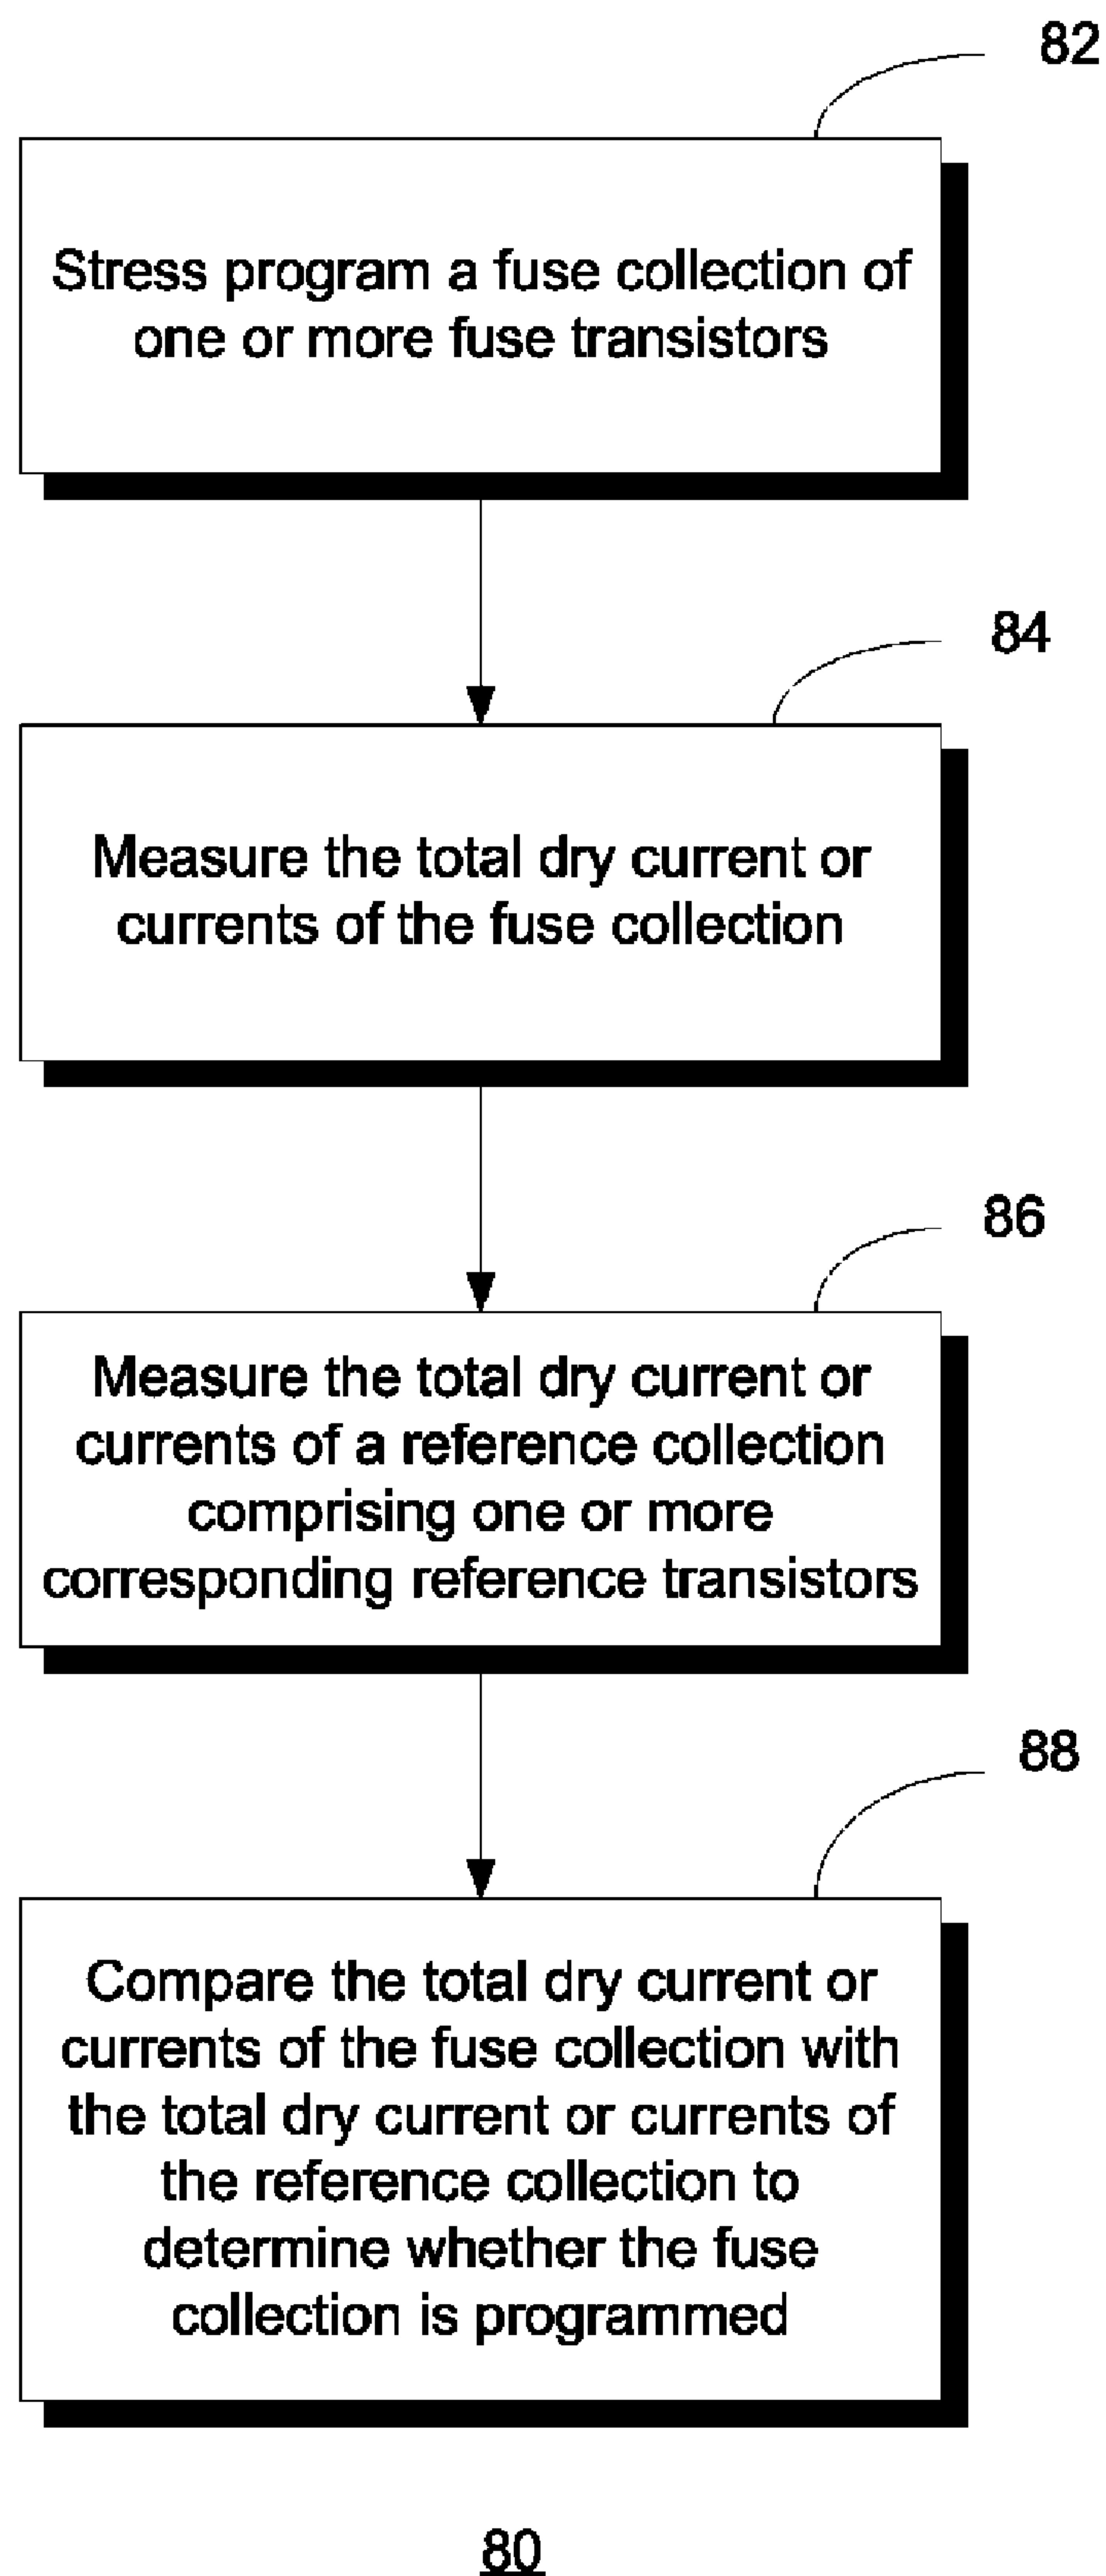 82
Stress program a fuse collection of
one or more fuse transistors
84
Measure the total dry current or
currents of the fuse collection
86
Measure the total dry current or
currents of a reference collection
comprising one or more
corresponding reference transistors
88
Compare the total dry current or
currents of the fuse collection with
the total dry current or currents of
the reference collection to
determine whether the fuse
collection is programmed
80